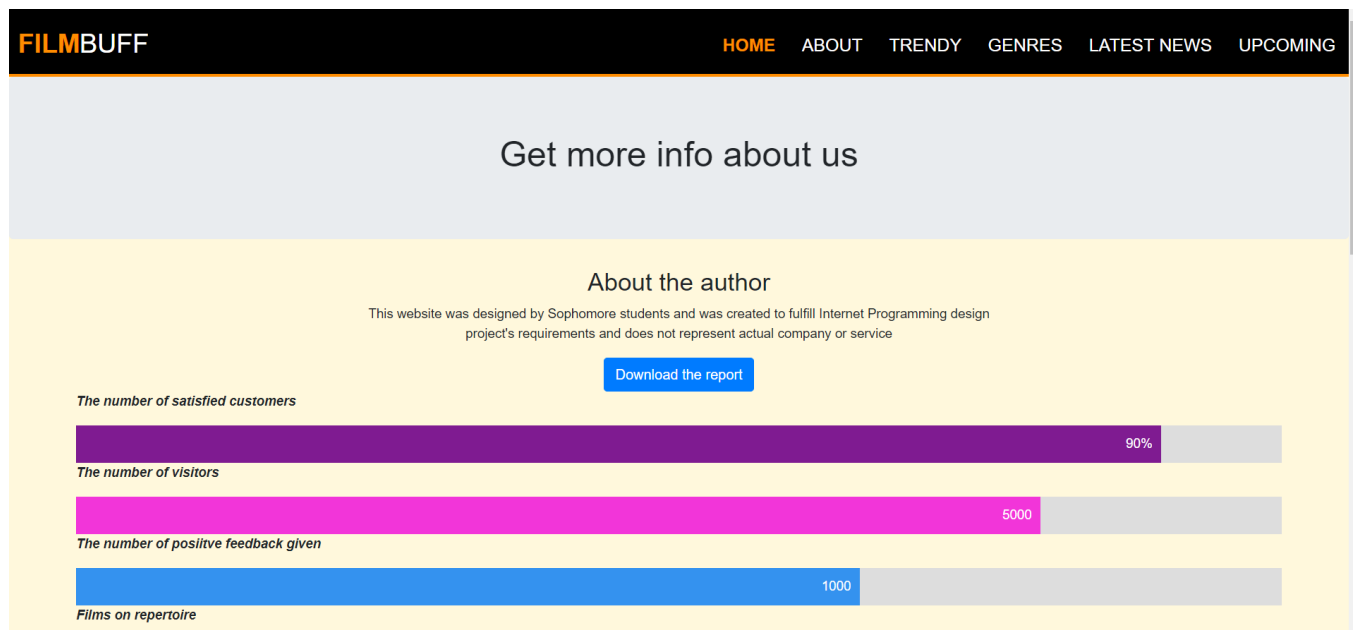 FILMBUFF
HOME ABOUT TRENDY GENRES LATEST NEWS UPCOMING
Get more info about us
About the author
This website was designed by Sophomore students and was created to fulfill Internet Programming design
project's requirements and does not represent actual company or service
Download the report
The number of satisfied customers
90%
The number of visitors
5000
The number of posiitve feedback given
1000
Films on repertoire